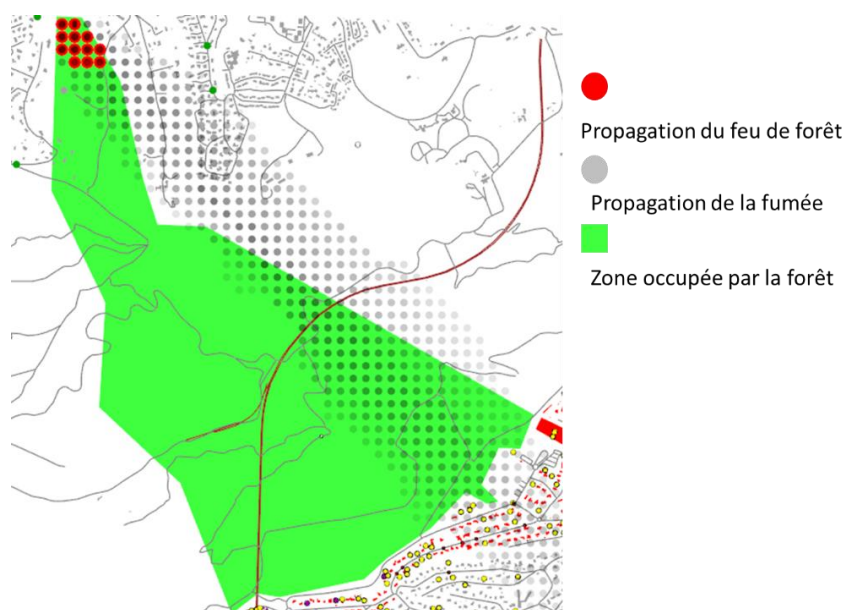 Propagation du feu de forêt
Propagation de la fumée
Zone occupée par la forêt